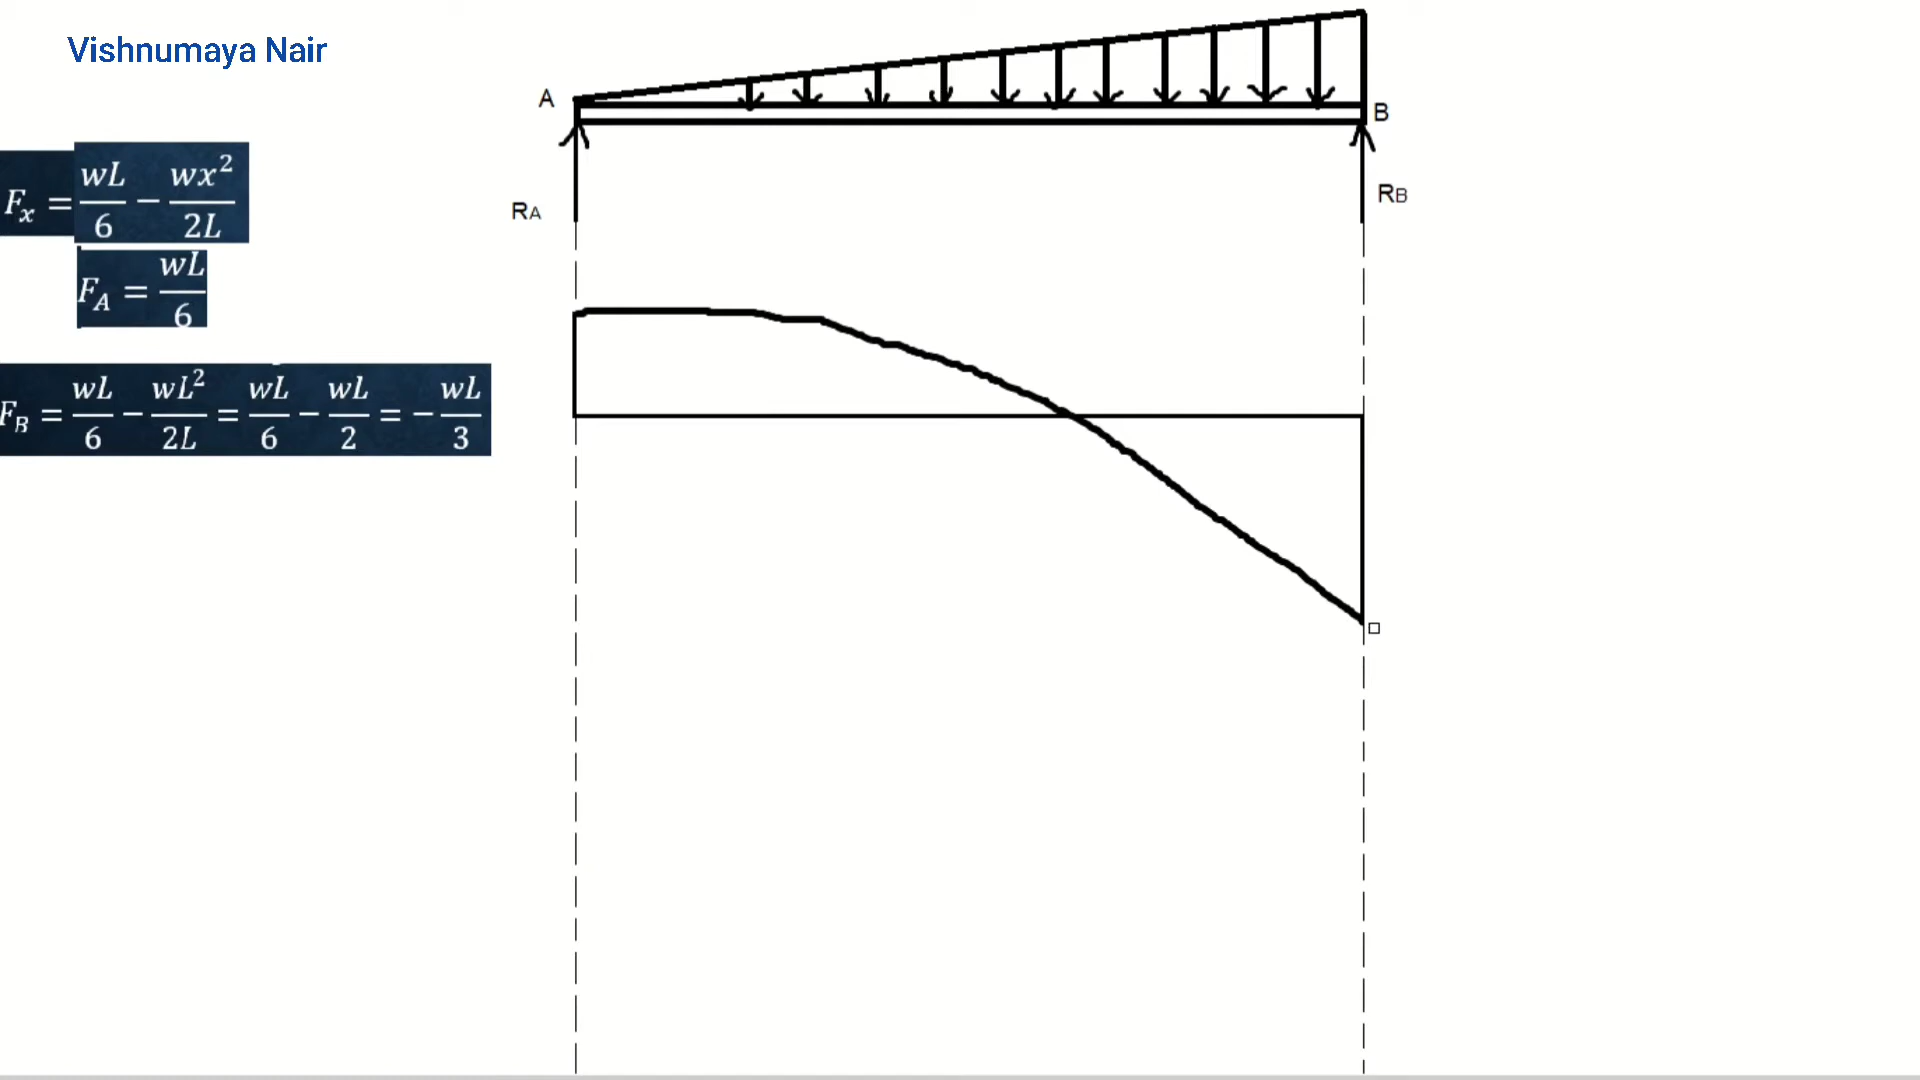 Vishnumaya Nair
A
B
RA
RB
F_x = wL/6 − wx²/2L
F_A = wL/6
F_B = wL/6 − wL²/2L = wL/6 − wL/2 = − wL/3